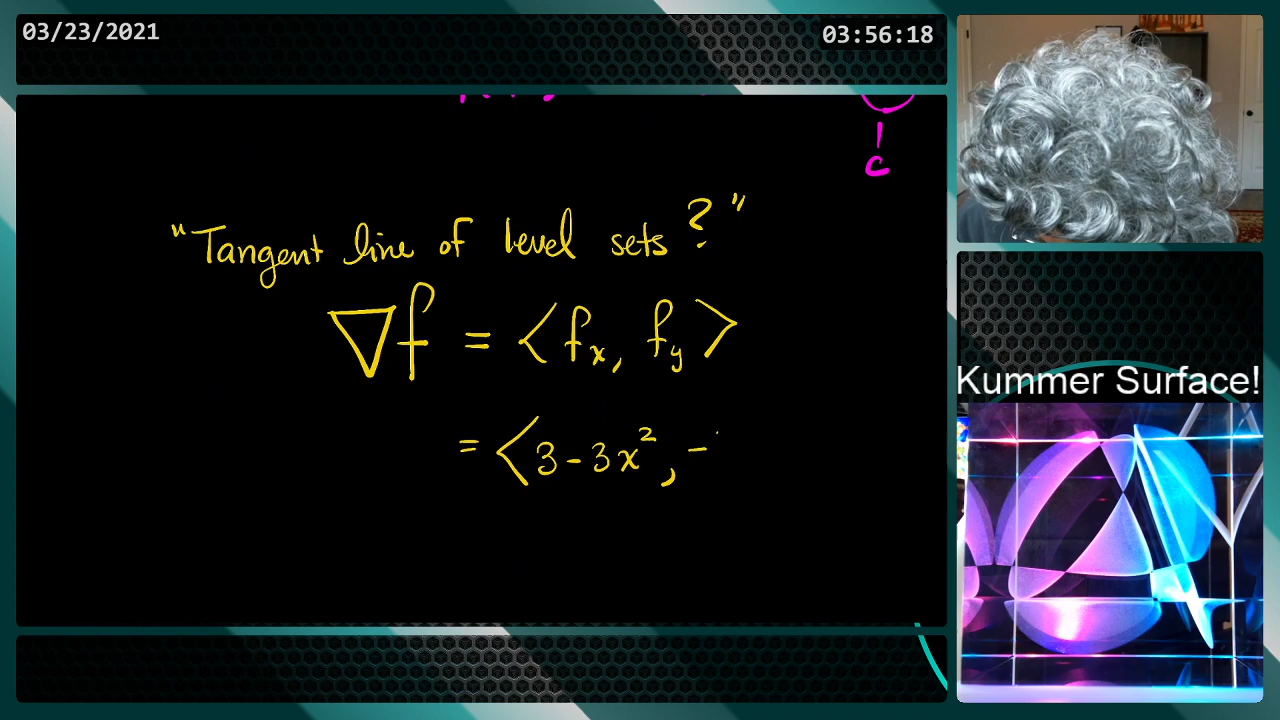 03/23/2021 03:56:18
C
"Tangent line of level sets?"
∇f = <fx, fy>
= <3-3x², -
Kummer Surface!